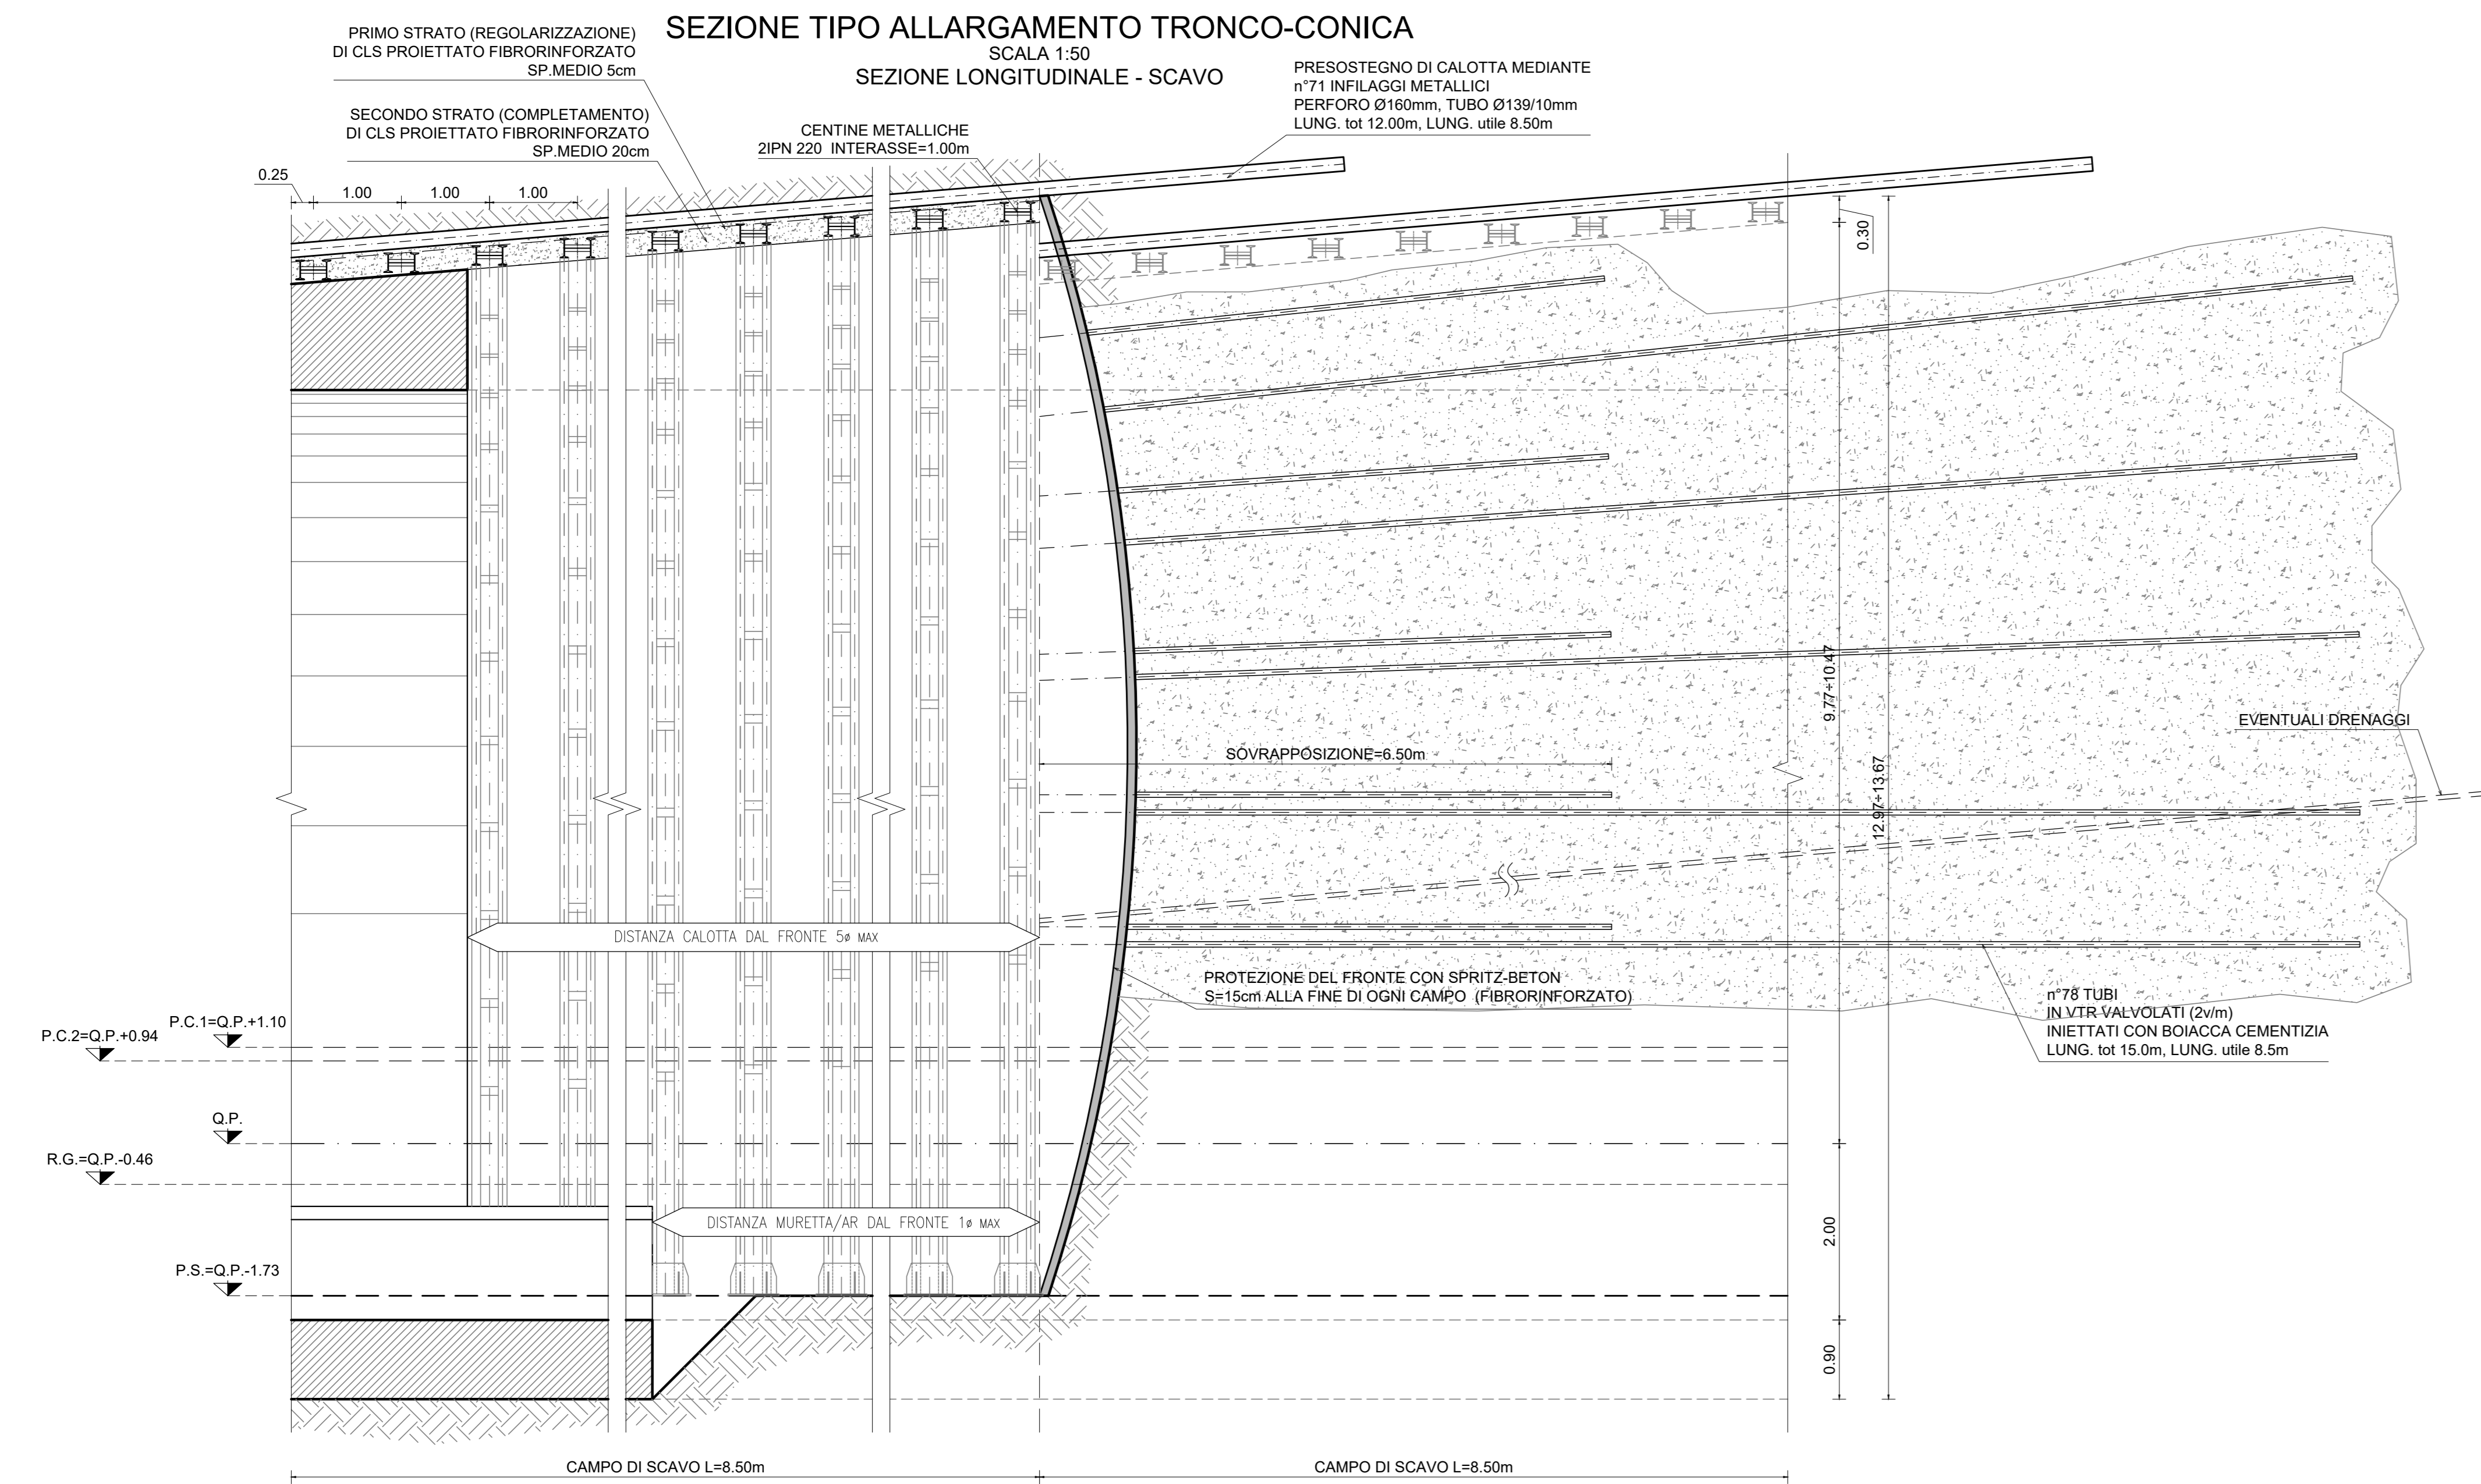 SEZIONE TIPO ALLARGAMENTO TRONCO-CONICA
SCALA 1:50
SEZIONE LONGITUDINALE - SCAVO
PRIMO STRATO (REGOLARIZZAZIONE)
DI CLS PROIETTATO FIBRORINFORZATO
SP.MEDIO 5cm
SECONDO STRATO (COMPLETAMENTO)
DI CLS PROIETTATO FIBRORINFORZATO
SP.MEDIO 20cm
CENTINE METALLICHE
2IPN 220 INTERASSE=1.00m
PRESOSTEGNO DI CALOTTA MEDIANTE
n°71 INFILAGGI METALLICI
PERFORO Ø160mm, TUBO Ø139/10mm
LUNG. tot 12.00m, LUNG. utile 8.50m
0.25
1.00
1.00
1.00
0.30
9.77÷10.47
12.97÷13.67
EVENTUALI DRENAGGI
SOVRAPPOSIZIONE=6.50m
DISTANZA CALOTTA DAL FRONTE 5ø MAX
PROTEZIONE DEL FRONTE CON SPRITZ-BETON
S=15cm ALLA FINE DI OGNI CAMPO (FIBRORINFORZATO)
n°78 TUBI
IN VTR VALVOLATI (2v/m)
INIETTATI CON BOIACCA CEMENTIZIA
LUNG. tot 15.0m, LUNG. utile 8.5m
P.C.1=Q.P.+1.10
P.C.2=Q.P.+0.94
Q.P.
R.G.=Q.P.-0.46
DISTANZA MURETTA/AR DAL FRONTE 1ø MAX
2.00
P.S.=Q.P.-1.73
0.90
CAMPO DI SCAVO L=8.50m
CAMPO DI SCAVO L=8.50m